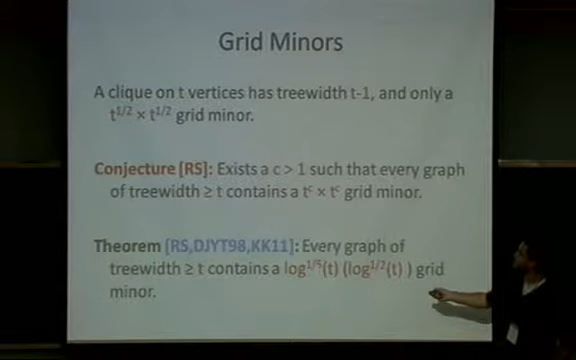 Grid Minors
A clique on t vertices has treewidth t-1, and only a
t^1/2 × t^1/2 grid minor.
Conjecture [RS]: Exists a c > 1 such that every graph
of treewidth ≥ t contains a t^c × t^c grid minor.
Theorem [RS,DJYT98,KK11]: Every graph of
treewidth ≥ t contains a log^1/5(t) (log^1/2(t) ) grid
minor.